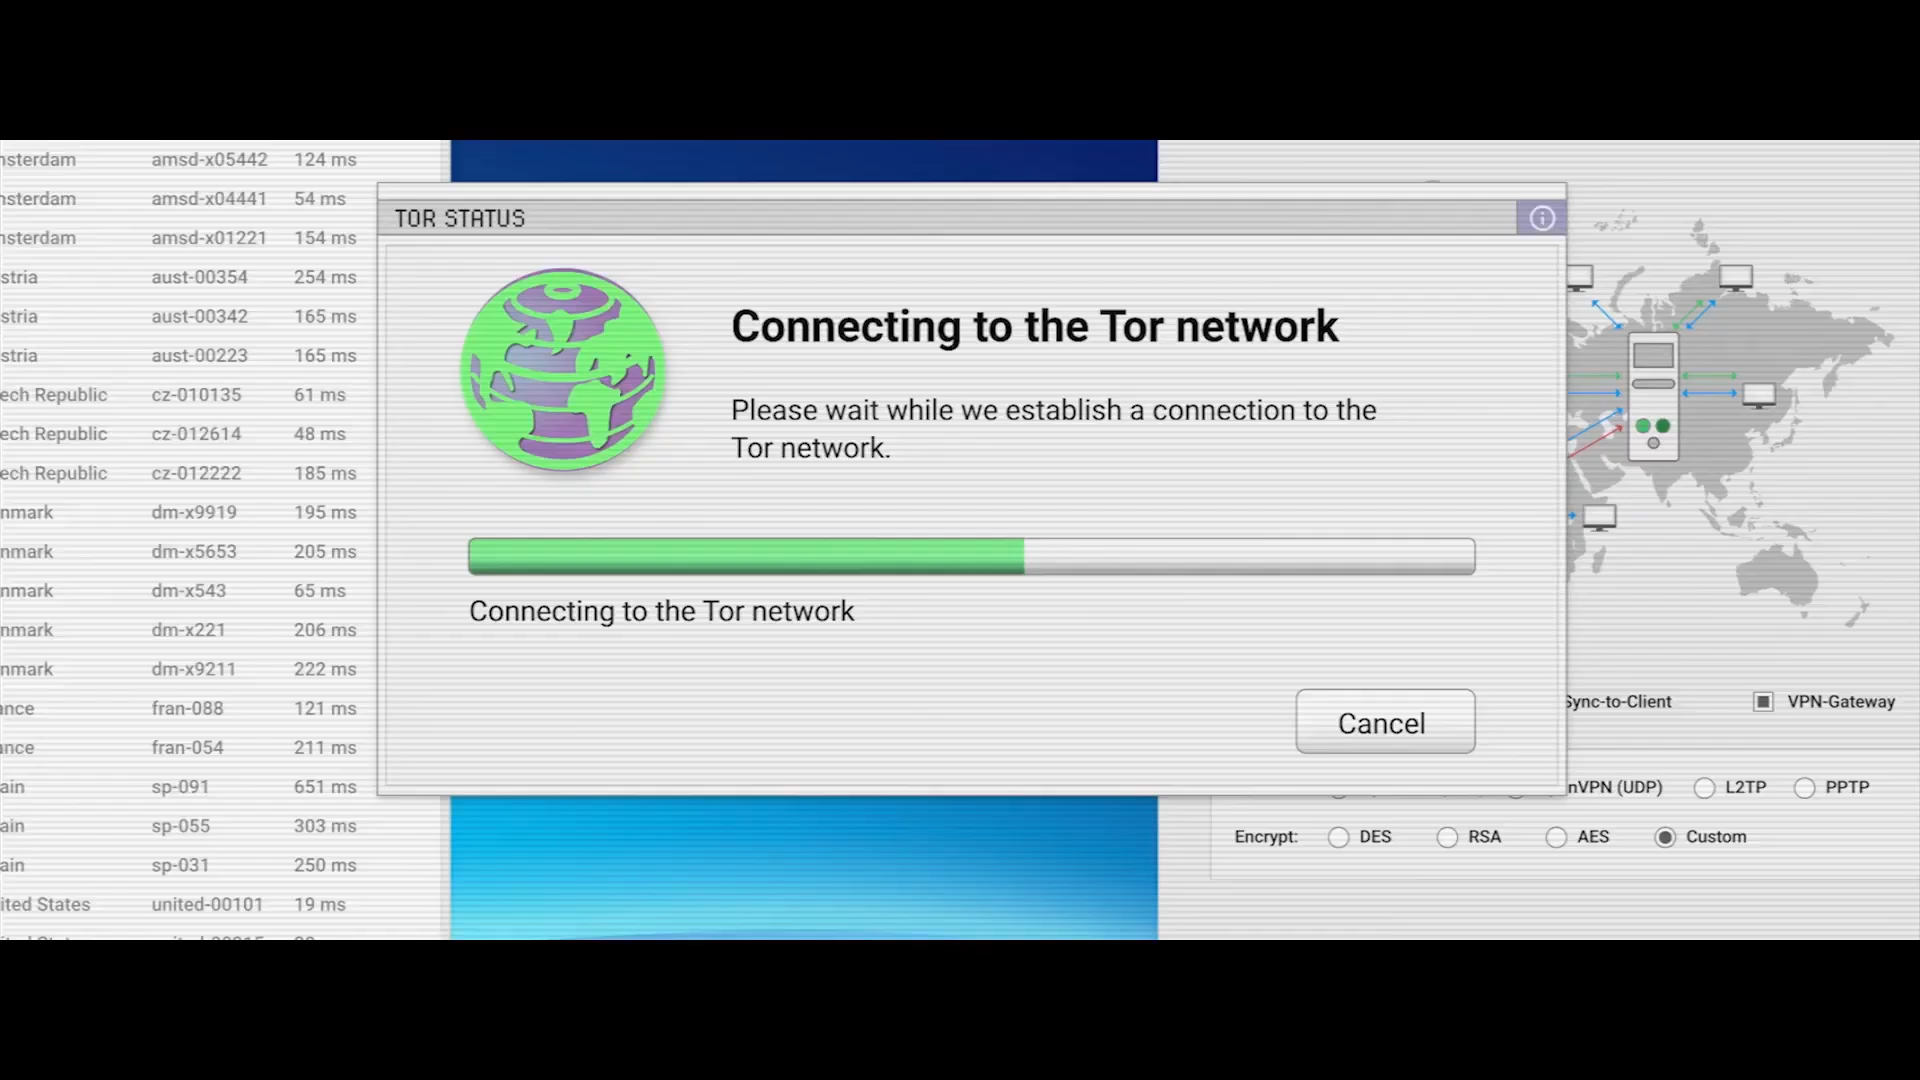 nsterdam amsd-x05442 124 ms
nsterdam amsd-x04441 54 ms
nsterdam amsd-x01221 154 ms
stria aust-00354 254 ms
stria aust-00342 165 ms
stria aust-00223 165 ms
ech Republic cz-010135 61 ms
ech Republic cz-012614 48 ms
ech Republic cz-012222 185 ms
nmark dm-x9919 195 ms
nmark dm-x5653 205 ms
nmark dm-x543 65 ms
nmark dm-x221 206 ms
nmark dm-x9211 222 ms
ance fran-088 121 ms
ance fran-054 211 ms
ain sp-091 651 ms
ain sp-055 303 ms
ain sp-031 250 ms
ited States united-00101 19 ms
TOR STATUS
Connecting to the Tor network
Please wait while we establish a connection to the
Tor network.
Connecting to the Tor network
Cancel
Sync-to-Client VPN-Gateway
nVPN (UDP) L2TP PPTP
Encrypt: DES RSA AES Custom